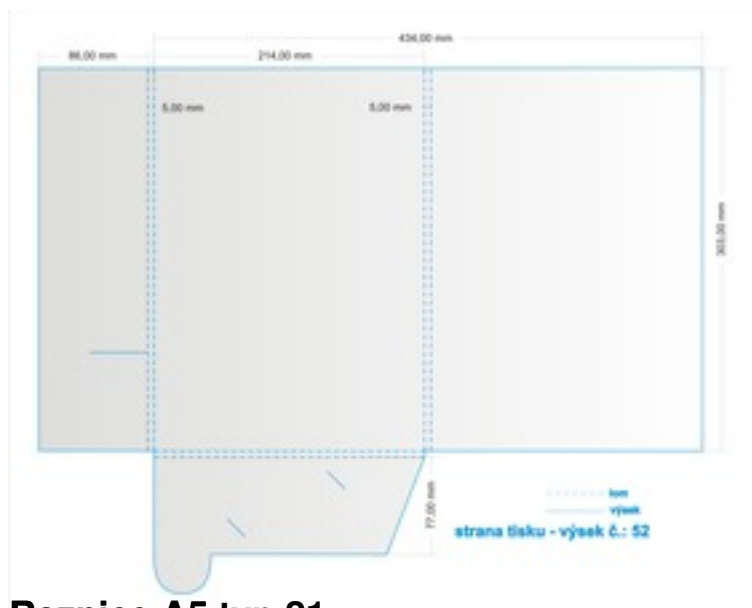 434,00 mm
86,00 mm
214,00 mm
5,00 mm
5,00 mm
303,00 mm
77,00 mm
lom
výsek
strana tisku - výsek č.: 52